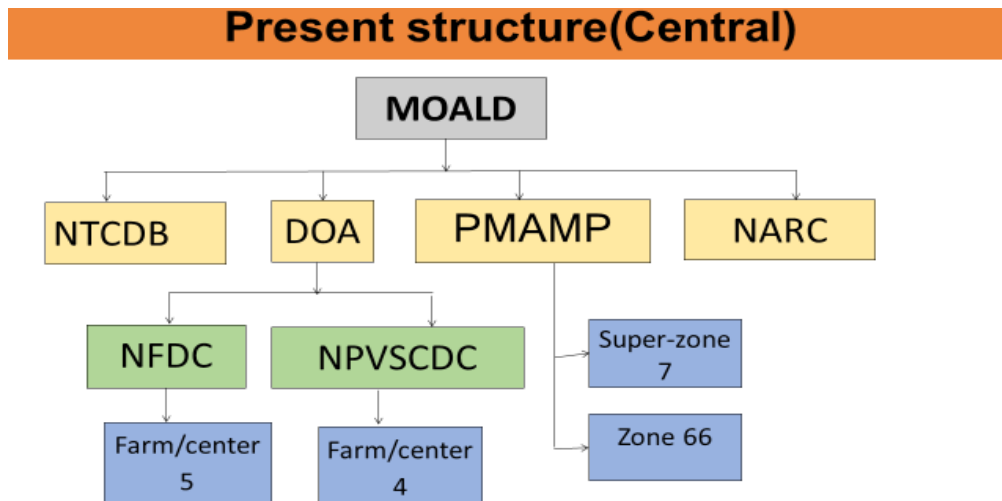 Present structure(Central)
MOALD
NTCDB
DOA
PMAMP
NARC
NFDC
NPVSCDC
Super-zone
7
Farm/center
5
Farm/center
4
Zone 66